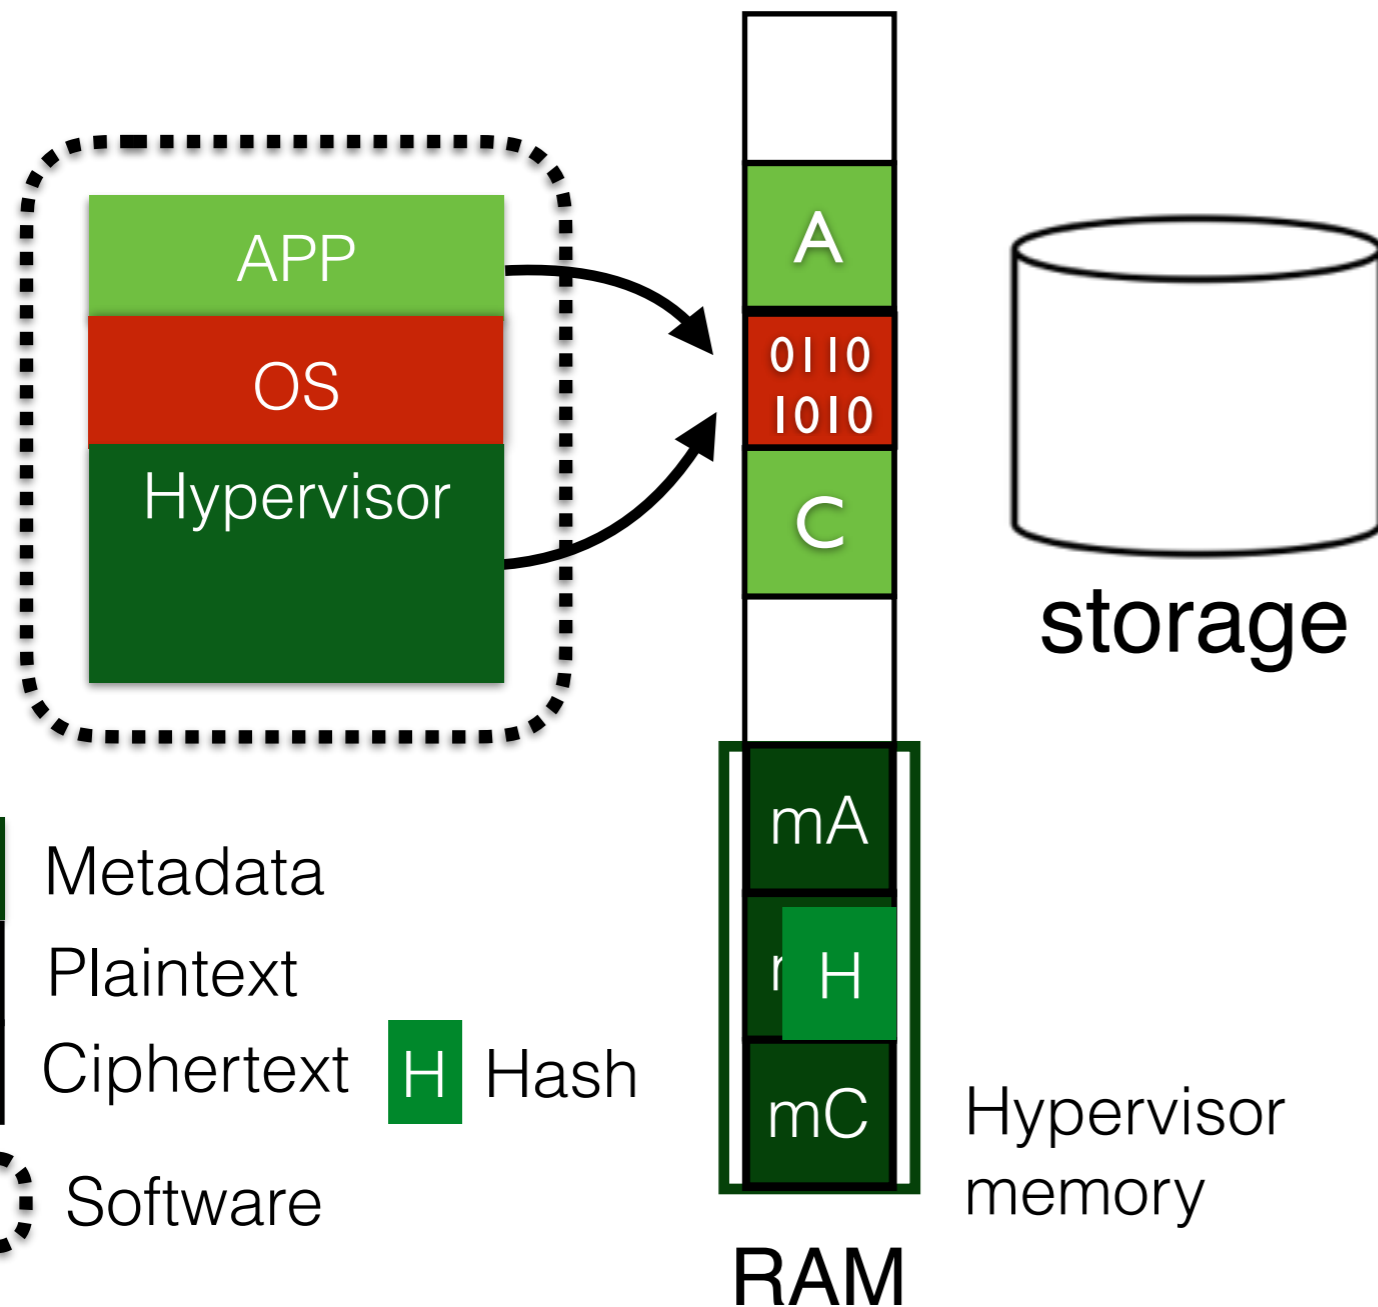 APP
OS
Hypervisor
A
0110
1010
C
storage
mA
H
mC
Hypervisor
memory
RAM
Metadata
Plaintext
Ciphertext
H Hash
Software